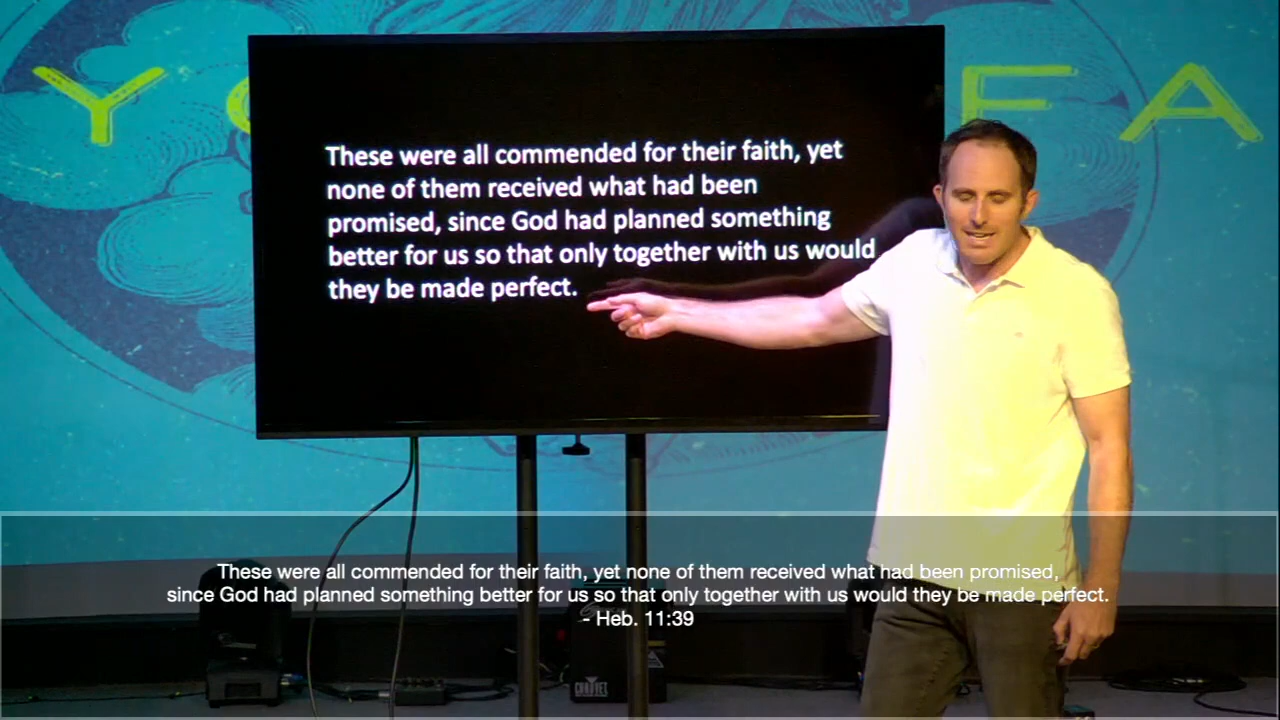 YO FA
These were all commended for their faith, yet
none of them received what had been
promised, since God had planned something
better for us so that only together with us would
they be made perfect.
These were all commended for their faith, yet none of them received what had been promised,
since God had planned something better for us so that only together with us would they be made perfect.
- Heb. 11:39
CHAUVET